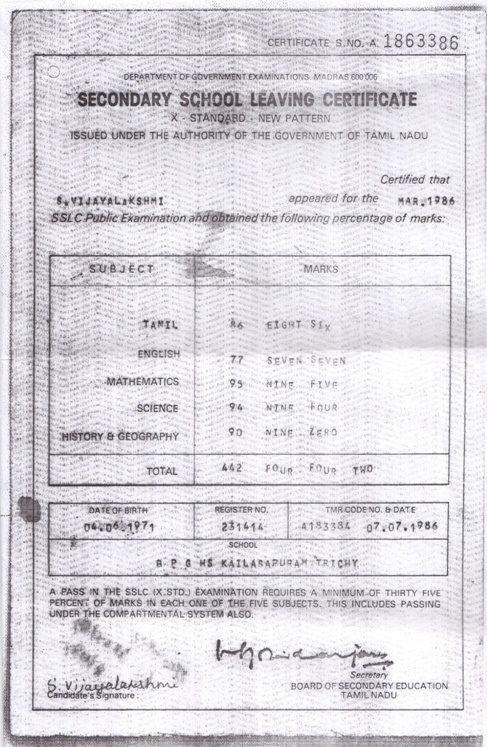 CERTIFICATE S.NO. A. 1863386
DEPARTMENT OF GOVERNMENT EXAMINATIONS, MADRAS 600 006
SECONDARY SCHOOL LEAVING CERTIFICATE
X - STANDARD - NEW PATTERN
ISSUED UNDER THE AUTHORITY OF THE GOVERNMENT OF TAMIL NADU
Certified that
S.VIJAYALAKSHMI appeared for the MAR.1986
SSLC Public Examination and obtained the following percentage of marks:
SUBJECT MARKS
TAMIL 86 EIGHT SIX
ENGLISH 77 SEVEN SEVEN
MATHEMATICS 95 NINE FIVE
SCIENCE 94 NINE FOUR
HISTORY & GEOGRAPHY 90 NINE ZERO
TOTAL 442 FOUR FOUR TWO
DATE OF BIRTH REGISTER NO. TMR CODE NO. & DATE
04.06.1971 231414 A183384 07.07.1986
SCHOOL
B P G HS KAILASAPURAM TRICHY
A PASS IN THE SSLC (X.STD.) EXAMINATION REQUIRES A MINIMUM OF THIRTY FIVE
PERCENT OF MARKS IN EACH ONE OF THE FIVE SUBJECTS. THIS INCLUDES PASSING
UNDER THE COMPARTMENTAL SYSTEM ALSO.
S. Vijayalakshmi
Candidate's Signature :
Secretary
BOARD OF SECONDARY EDUCATION
TAMIL NADU